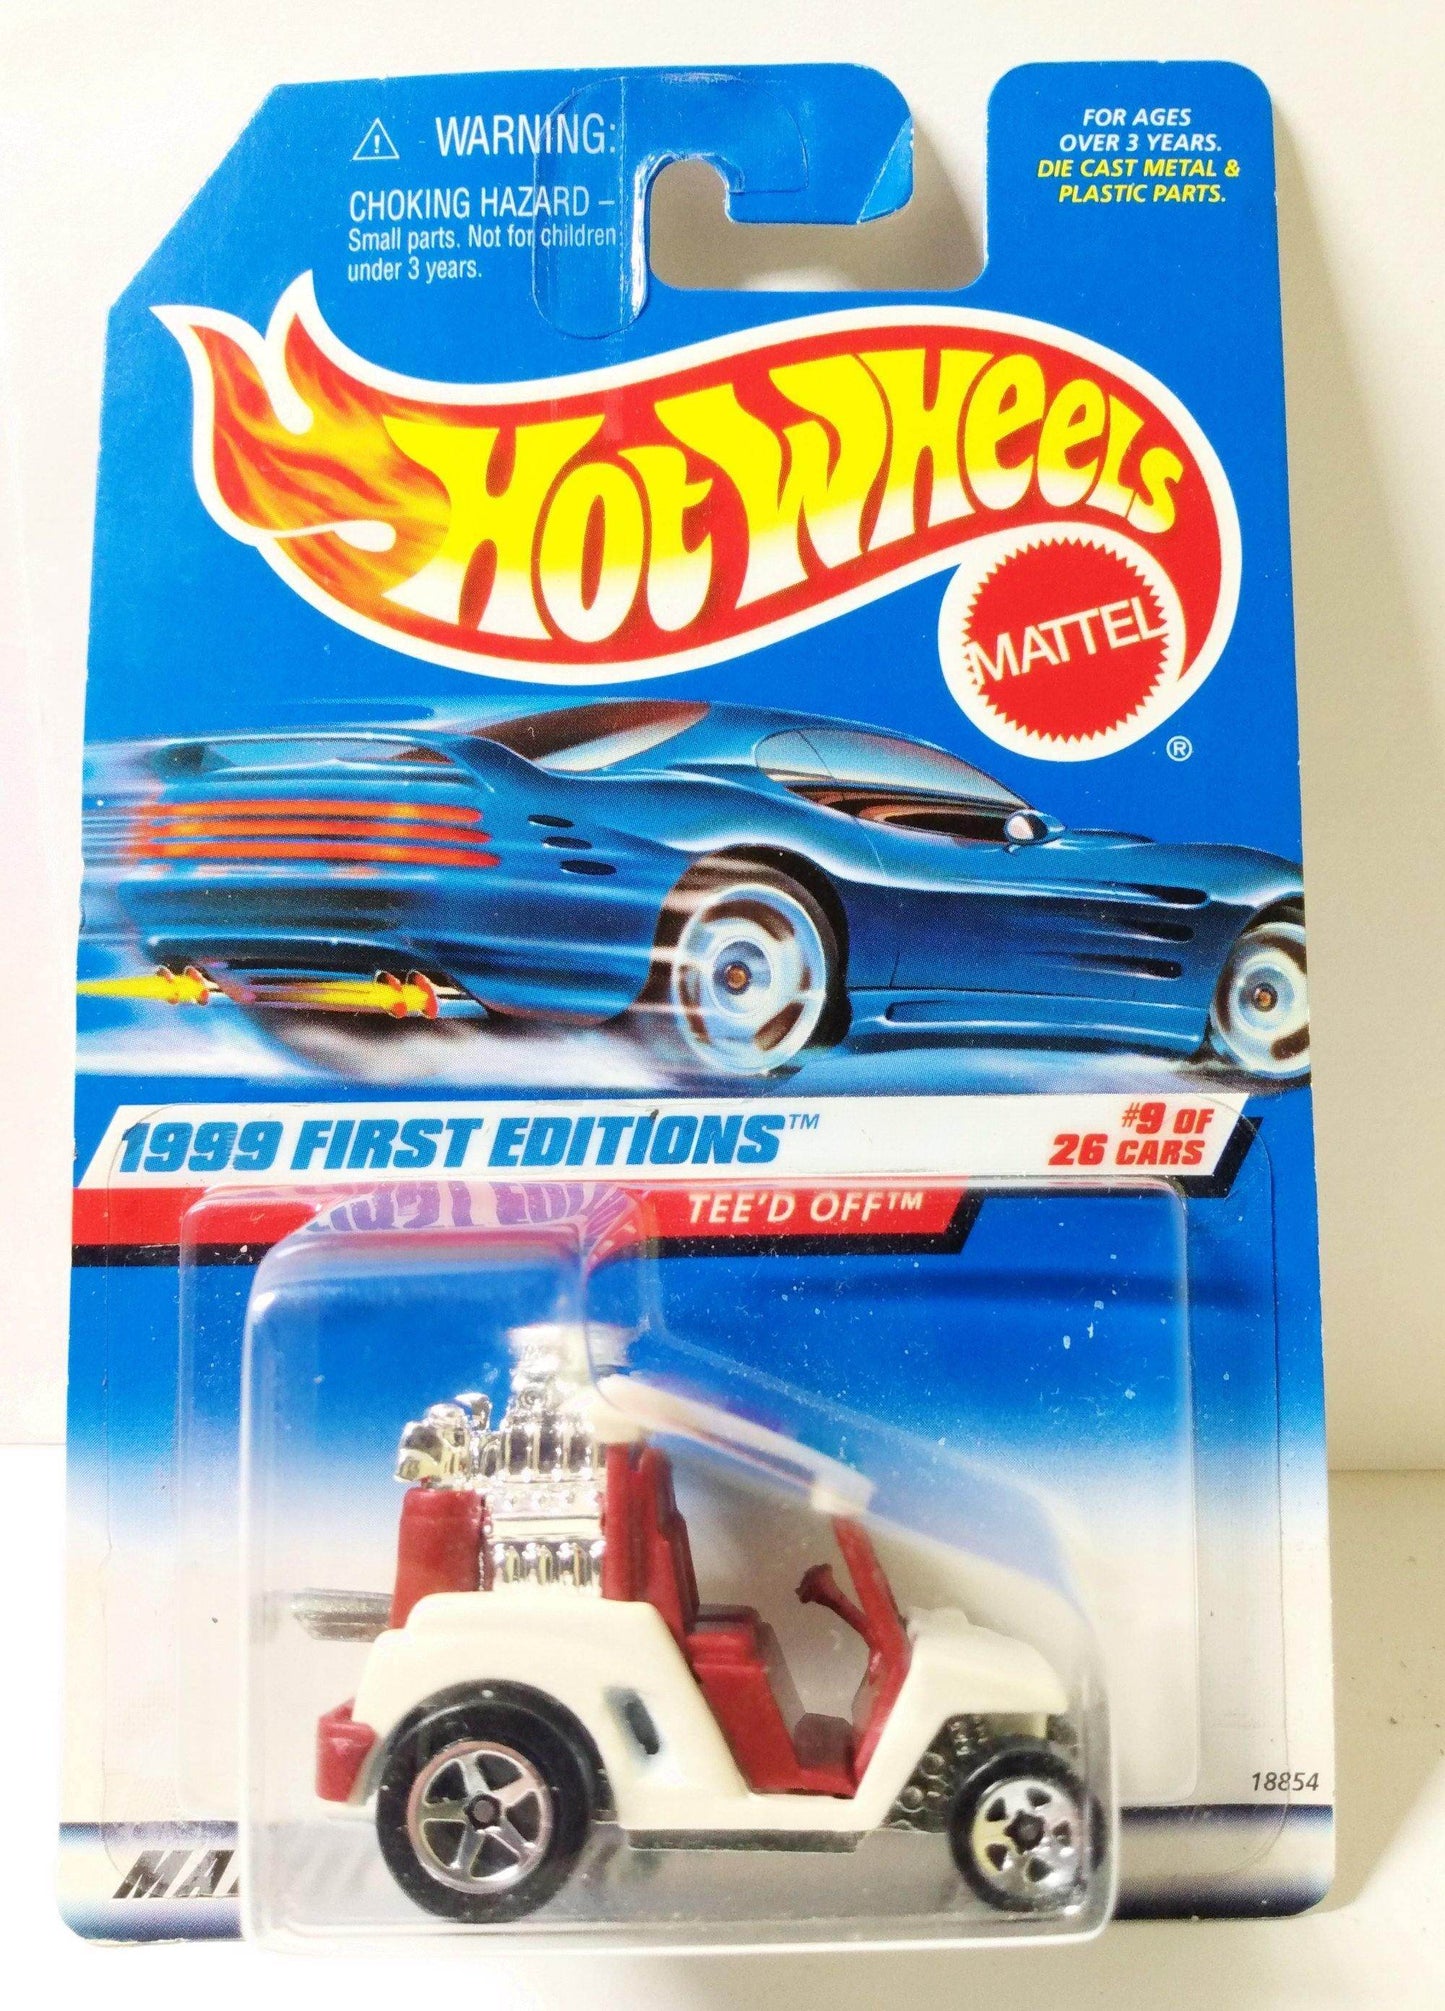 WARNING:
CHOKING HAZARD –
Small parts. Not for children
under 3 years.
FOR AGES
OVER 3 YEARS.
DIE CAST METAL &
PLASTIC PARTS.
HOT WHEELS
MATTEL
®
1999 FIRST EDITIONS™
#9 OF
26 CARS
TEE'D OFF™
18854